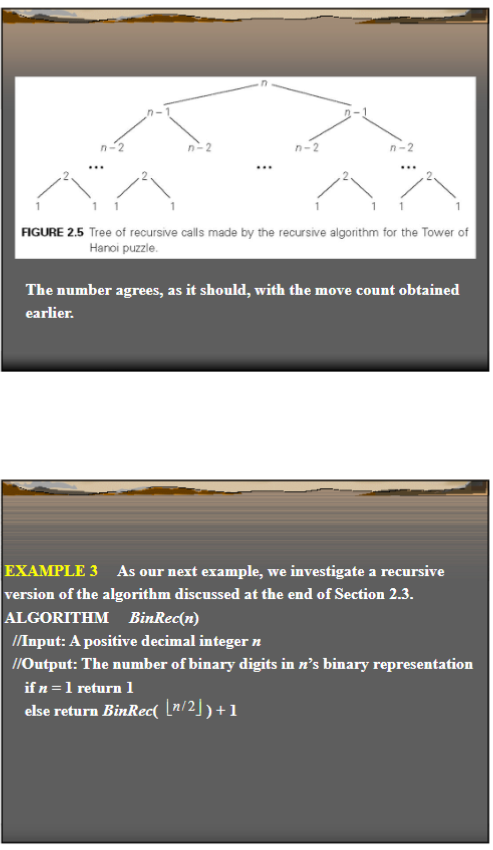 n
n-1 n-1
n-2 n-2 n-2 n-2
... ... ...
2 2 2 2
1 1 1 1 1 1 1 1
FIGURE 2.5 Tree of recursive calls made by the recursive algorithm for the Tower of
Hanoi puzzle.
The number agrees, as it should, with the move count obtained
earlier.
EXAMPLE 3 As our next example, we investigate a recursive
version of the algorithm discussed at the end of Section 2.3.
ALGORITHM BinRec(n)
//Input: A positive decimal integer n
//Output: The number of binary digits in n’s binary representation
if n = 1 return 1
else return BinRec( ⌊n/2⌋ ) + 1